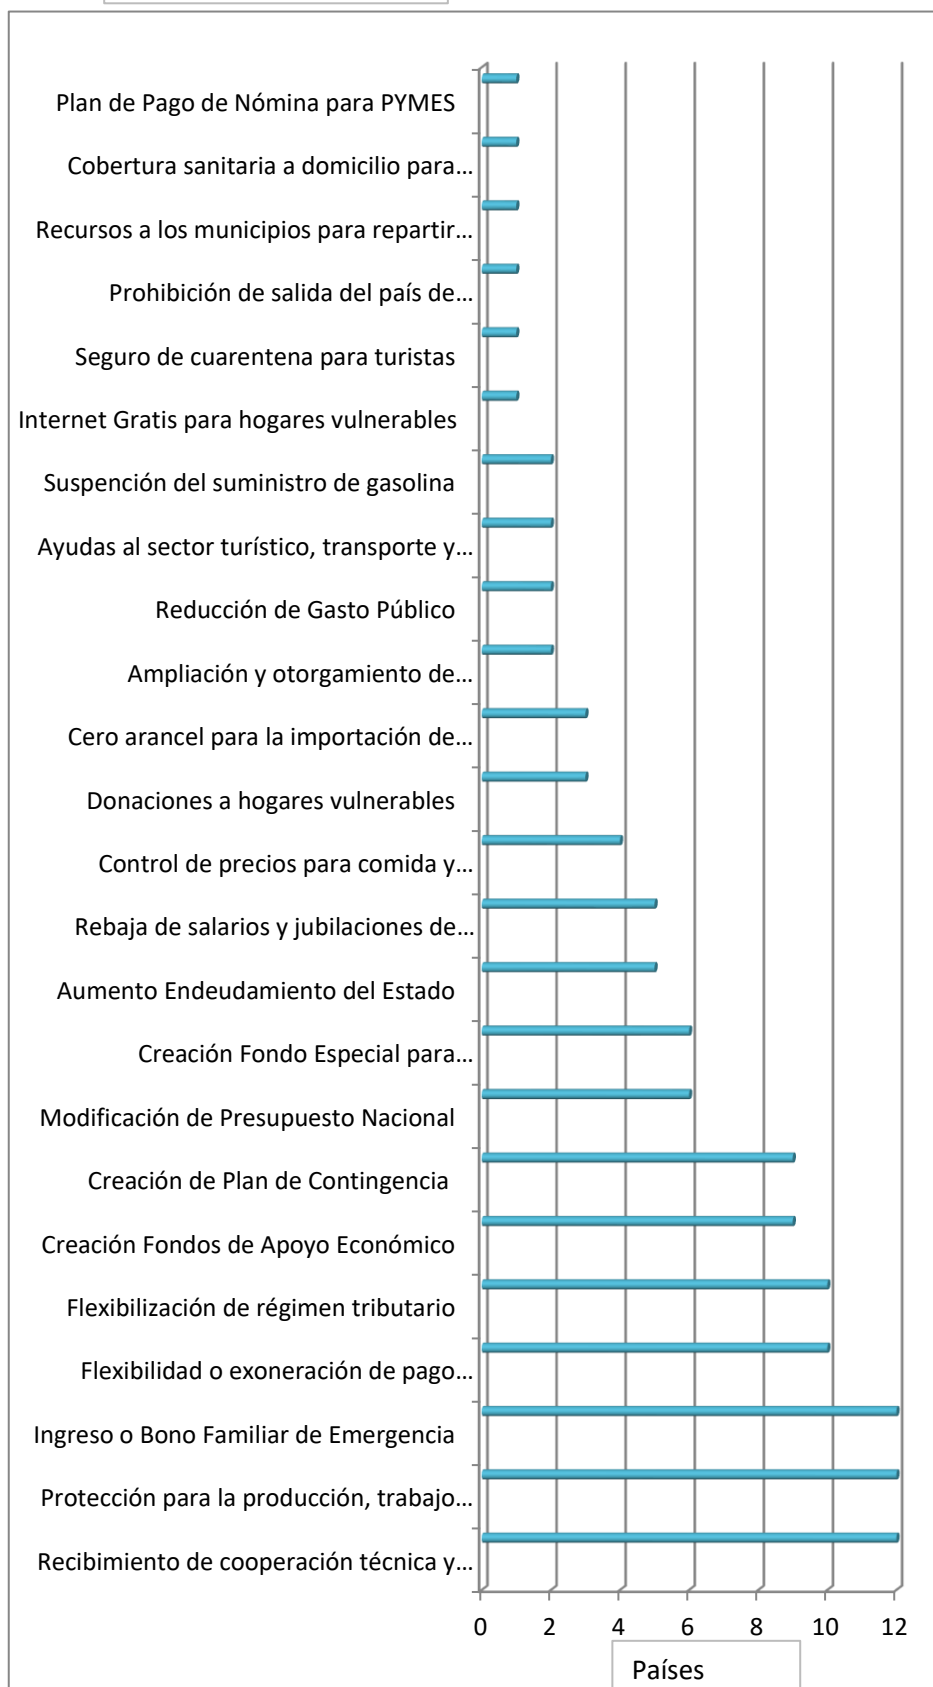 Plan de Pago de Nómina para PYMES
Cobertura sanitaria a domicilio para...
Recursos a los municipios para repartir...
Prohibición de salida del país de...
Seguro de cuarentena para turistas
Internet Gratis para hogares vulnerables
Suspención del suministro de gasolina
Ayudas al sector turístico, transporte y...
Reducción de Gasto Público
Ampliación y otorgamiento de...
Cero arancel para la importación de...
Donaciones a hogares vulnerables
Control de precios para comida y...
Rebaja de salarios y jubilaciones de...
Aumento Endeudamiento del Estado
Creación Fondo Especial para...
Modificación de Presupuesto Nacional
Creación de Plan de Contingencia
Creación Fondos de Apoyo Económico
Flexibilización de régimen tributario
Flexibilidad o exoneración de pago...
Ingreso o Bono Familiar de Emergencia
Protección para la producción, trabajo...
Recibimiento de cooperación técnica y...
0 2 4 6 8 10 12
Países